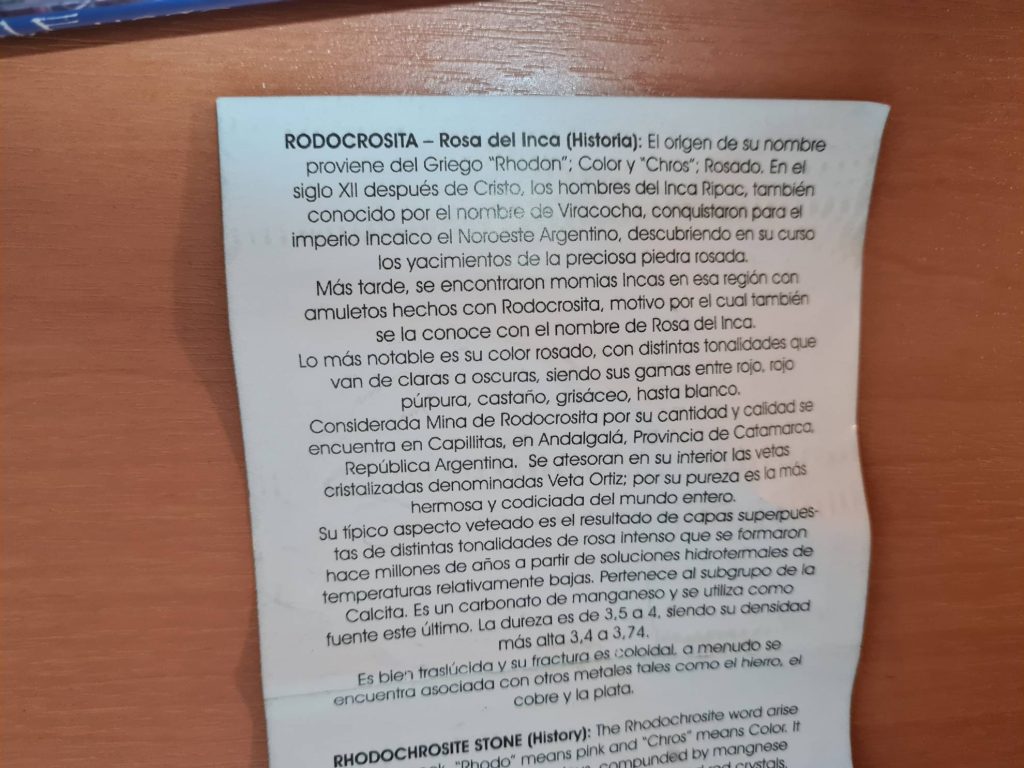 RODOCROSITA – Rosa del Inca (Historia): El origen de su nombre
proviene del Griego "Rhodon"; Color y "Chros"; Rosado. En el
siglo XII después de Cristo, los hombres del Inca Ripac, también
conocido por el nombre de Viracocha, conquistaron para el
imperio Incaico el Noroeste Argentino, descubriendo en su curso
los yacimientos de la preciosa piedra rosada.
Más tarde, se encontraron momias Incas en esa región con
amuletos hechos con Rodocrosita, motivo por el cual también
se la conoce con el nombre de Rosa del Inca.
Lo más notable es su color rosado, con distintas tonalidades que
van de claras a oscuras, siendo sus gamas entre rojo, rojo
púrpura, castaño, grisáceo, hasta blanco.
Considerada Mina de Rodocrosita por su cantidad y calidad se
encuentra en Capillitas, en Andalgalá, Provincia de Catamarca,
República Argentina. Se atesoran en su interior las vetas
cristalizadas denominadas Veta Ortiz; por su pureza es la más
hermosa y codiciada del mundo entero.
Su típico aspecto veteado es el resultado de capas superpues-
tas de distintas tonalidades de rosa intenso que se formaron
hace millones de años a partir de soluciones hidrotermales de
temperaturas relativamente bajas. Pertenece al subgrupo de la
Calcita. Es un carbonato de manganeso y se utiliza como
fuente este último. La dureza es de 3,5 a 4, siendo su densidad
más alta 3,4 a 3,74.
Es bien traslúcida y su fractura es coloidal, a menudo se
encuentra asociada con otros metales tales como el hierro, el
cobre y la plata.
RHODOCHROSITE STONE (History): The Rhodochrosite word arise
"Rhodo" means pink and "Chros" means Color. It
compunded by mangnese
crystals.